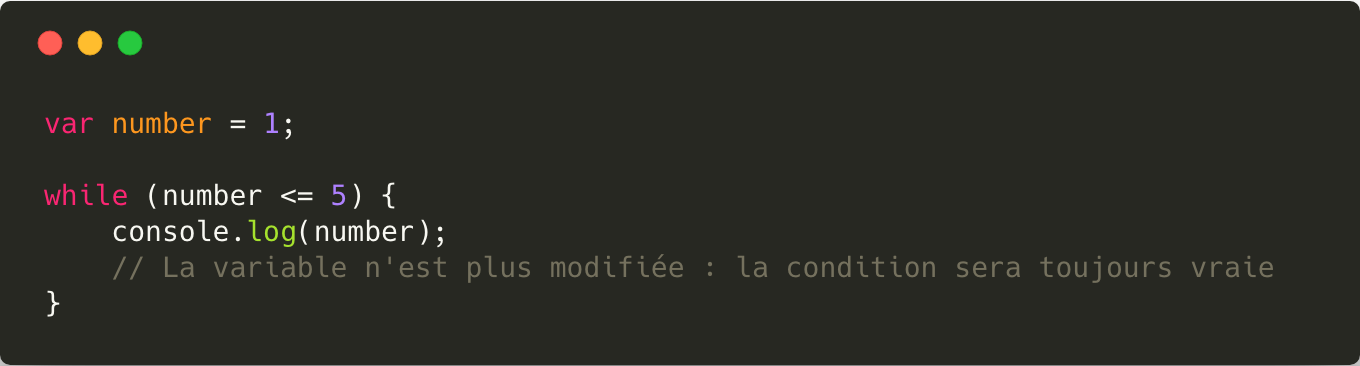 var number = 1;
while (number <= 5) {
    console.log(number);
    // La variable n'est plus modifiée : la condition sera toujours vraie
}